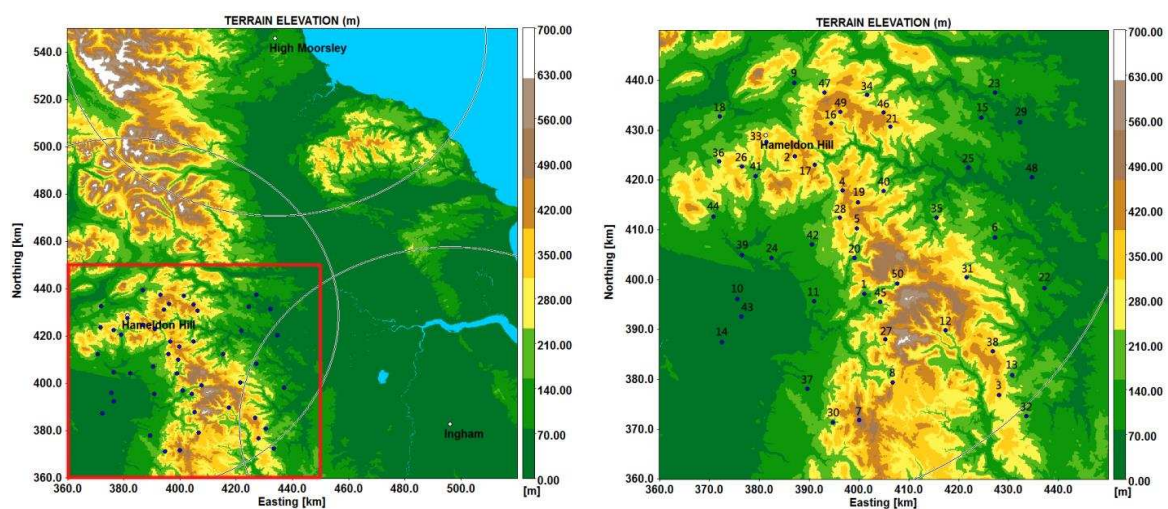 TERRAIN ELEVATION (m)
High Moorsley
Hameldon Hill
Ingham
550.0
540.0
520.0
500.0
480.0
460.0
440.0
420.0
400.0
380.0
360.0
Northing [km]
360.0 380.0 400.0 420.0 440.0 460.0 480.0 500.0
Easting [km]
700.00
630.00
560.00
490.00
420.00
350.00
280.00
210.00
140.00
70.00
0.00
[m]
TERRAIN ELEVATION (m)
450.0
440.0
430.0
420.0
410.0
400.0
390.0
380.0
370.0
360.0
Northing [km]
9 47 34 23
18 49 46 15 29
16 21
33
Hameldon Hill
36 26 41 2 17 25 48
4 40
44 28 19 35
5 6
42
39 24 20
50 31 22
10 11 1 45
43 12
14 27 38
8 13
37 3
30 7 32
360.0 370.0 380.0 390.0 400.0 410.0 420.0 430.0 440.0
Easting [km]
700.00
630.00
560.00
490.00
420.00
350.00
280.00
210.00
140.00
70.00
0.00
[m]